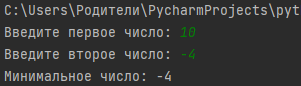 C:\Users\Родители\PycharmProjects\pyt
Введите первое число: 10
Введите второе число: -4
Минимальное число: -4